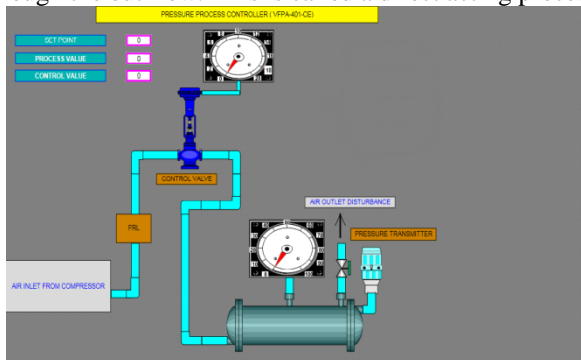 PRESSURE PROCESS CONTROLLER ( VFPA-401-CE)
SET POINT 0
PROCESS VALUE 0
CONTROL VALUE 0
CONTROL VALVE
AIR OUTLET DISTURBANCE
FRL
PRESSURE TRANSMITTER
AIR INLET FROM COMPRESSOR